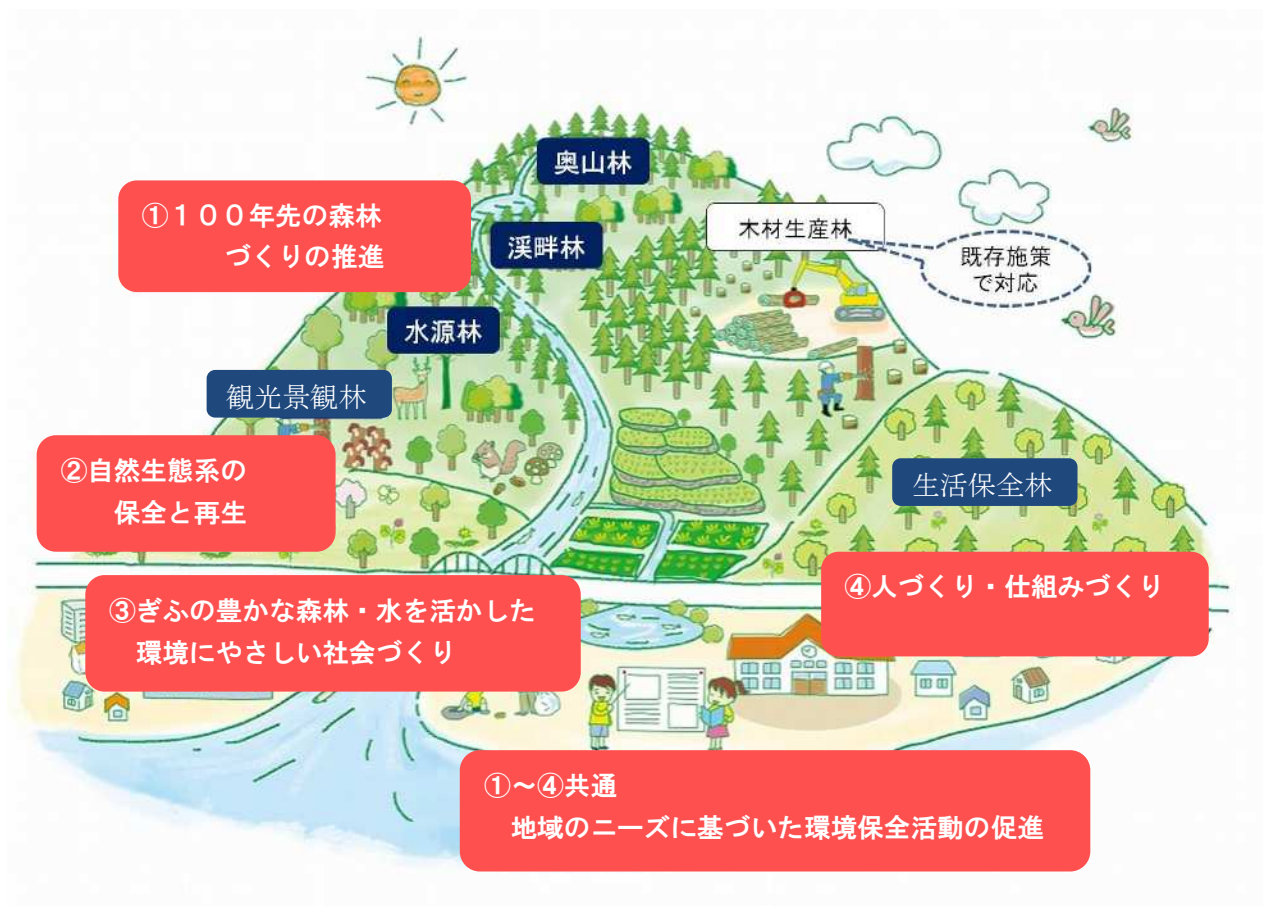 奥山林
①１００年先の森林
づくりの推進
渓畔林
木材生産林
既存施策
で対応
水源林
観光景観林
②自然生態系の
保全と再生
生活保全林
③ぎふの豊かな森林・水を活かした
環境にやさしい社会づくり
④人づくり・仕組みづくり
①～④共通
地域のニーズに基づいた環境保全活動の促進